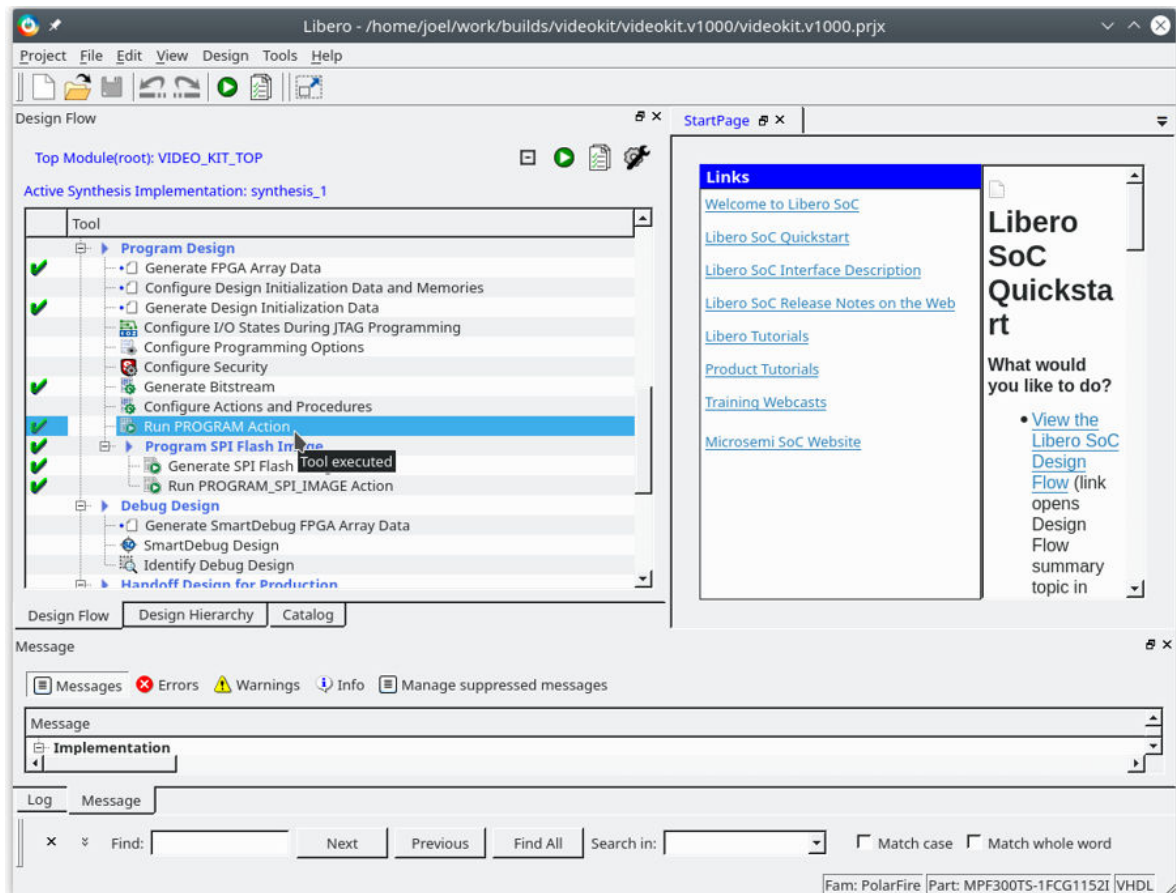 Libero - /home/joel/work/builds/videokit/videokit.v1000/videokit.v1000.prjx
Project File Edit View Design Tools Help
Design Flow
Top Module(root): VIDEO_KIT_TOP
Active Synthesis Implementation: synthesis_1
Tool
Program Design
Generate FPGA Array Data
Configure Design Initialization Data and Memories
Generate Design Initialization Data
Configure I/O States During JTAG Programming
Configure Programming Options
Configure Security
Generate Bitstream
Configure Actions and Procedures
Run PROGRAM Action
Program SPI Flash Image
Generate SPI Flash
Tool executed
Run PROGRAM_SPI_IMAGE Action
Debug Design
Generate SmartDebug FPGA Array Data
SmartDebug Design
Identify Debug Design
Handoff Design for Production
Design Flow Design Hierarchy Catalog
StartPage
Links
Welcome to Libero SoC
Libero SoC Quickstart
Libero SoC Interface Description
Libero SoC Release Notes on the Web
Libero Tutorials
Product Tutorials
Training Webcasts
Microsemi SoC Website
Libero
SoC
Quicksta
rt
What would
you like to do?
View the
Libero SoC
Design
Flow (link
opens
Design
Flow
summary
topic in
Message
Messages Errors Warnings Info Manage suppressed messages
Message
Implementation
Log Message
Find: Next Previous Find All Search in: Match case Match whole word
Fam: PolarFire Part: MPF300TS-1FCG1152I VHDL